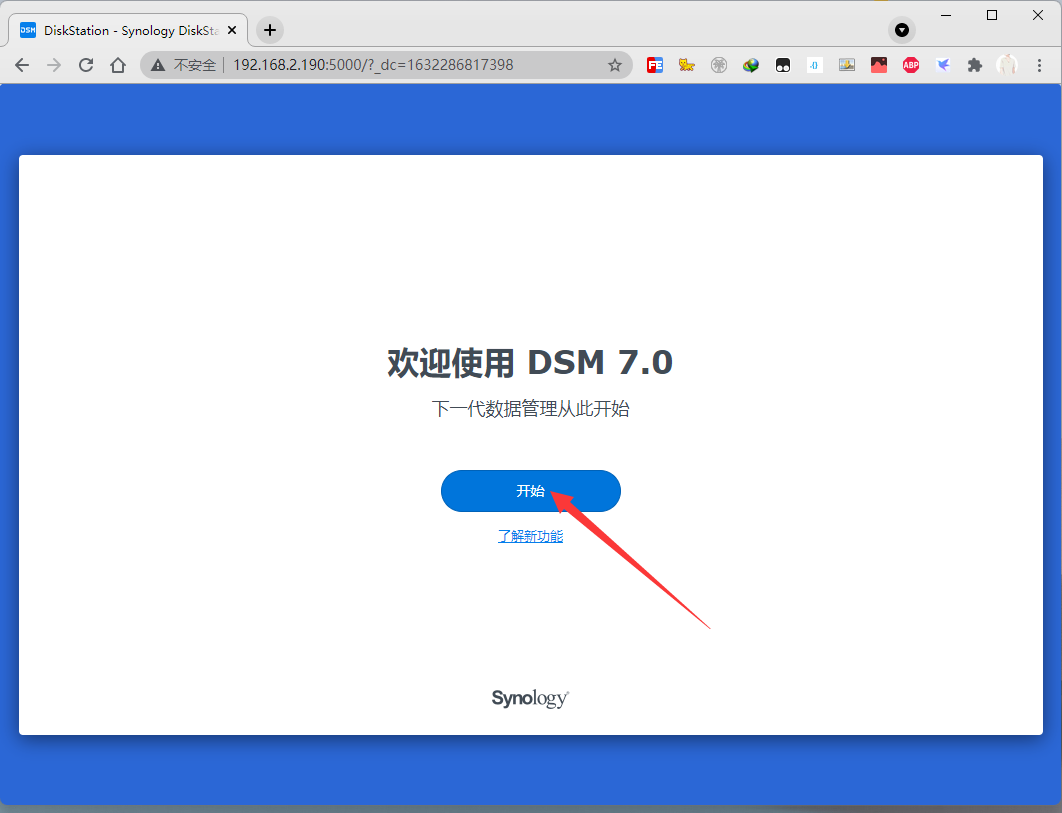 DSM DiskStation - Synology DiskSta
不安全 192.168.2.190:5000/?_dc=1632286817398
ABP
欢迎使用 DSM 7.0
下一代数据管理从此开始
开始
了解新功能
Synology